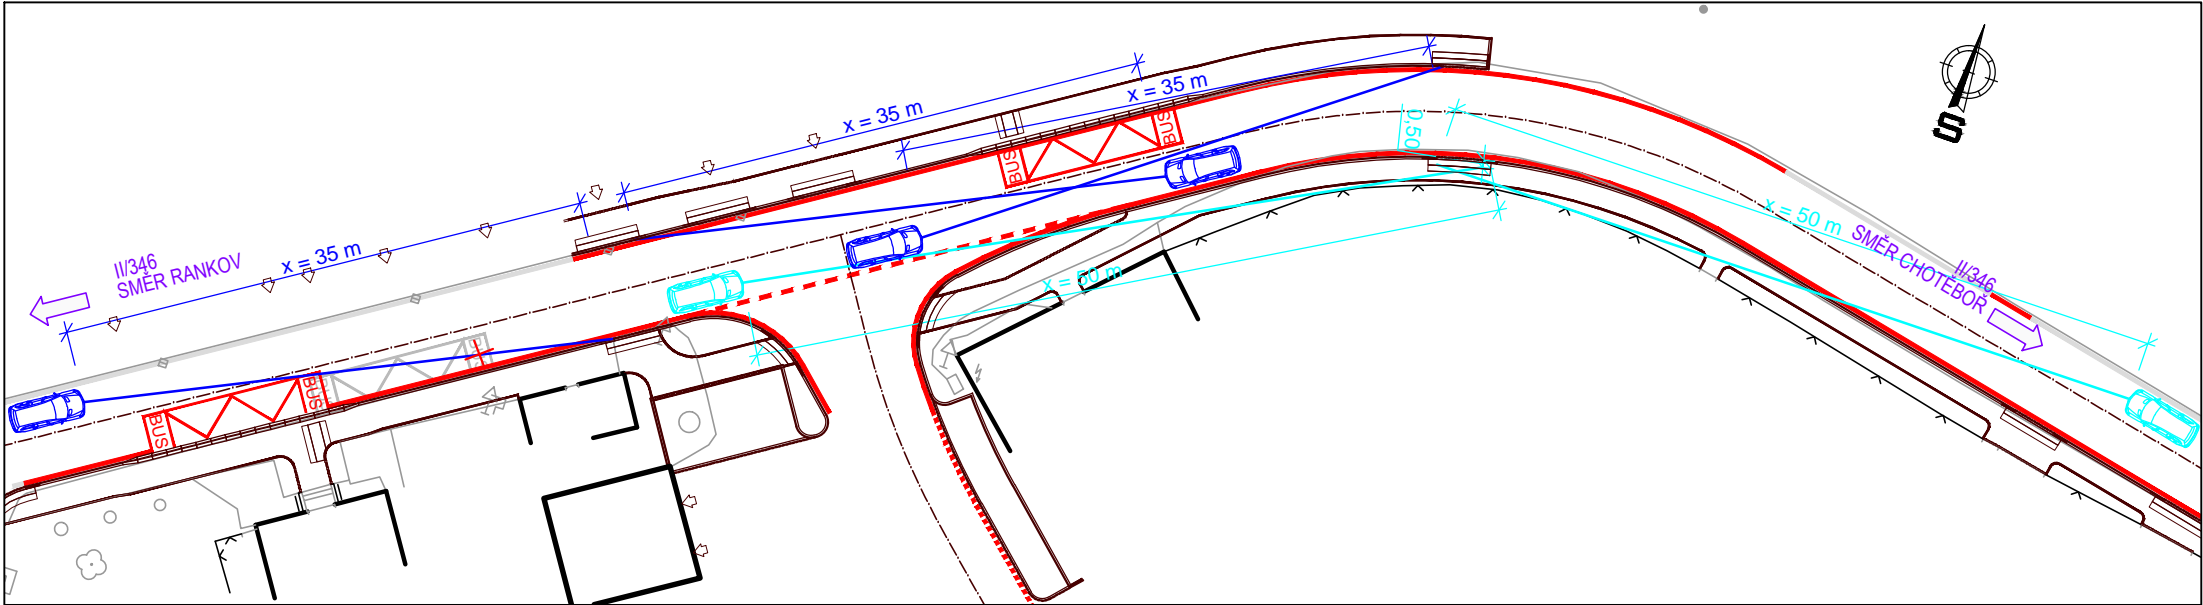 x = 35 m
x = 35 m
x = 35 m
II/346
SMĚR RANKOV
BUS
BUS
0,50
x = 50 m
II/346
SMĚR CHOTĚBOŘ
x = 50 m
BUS
BUS
S